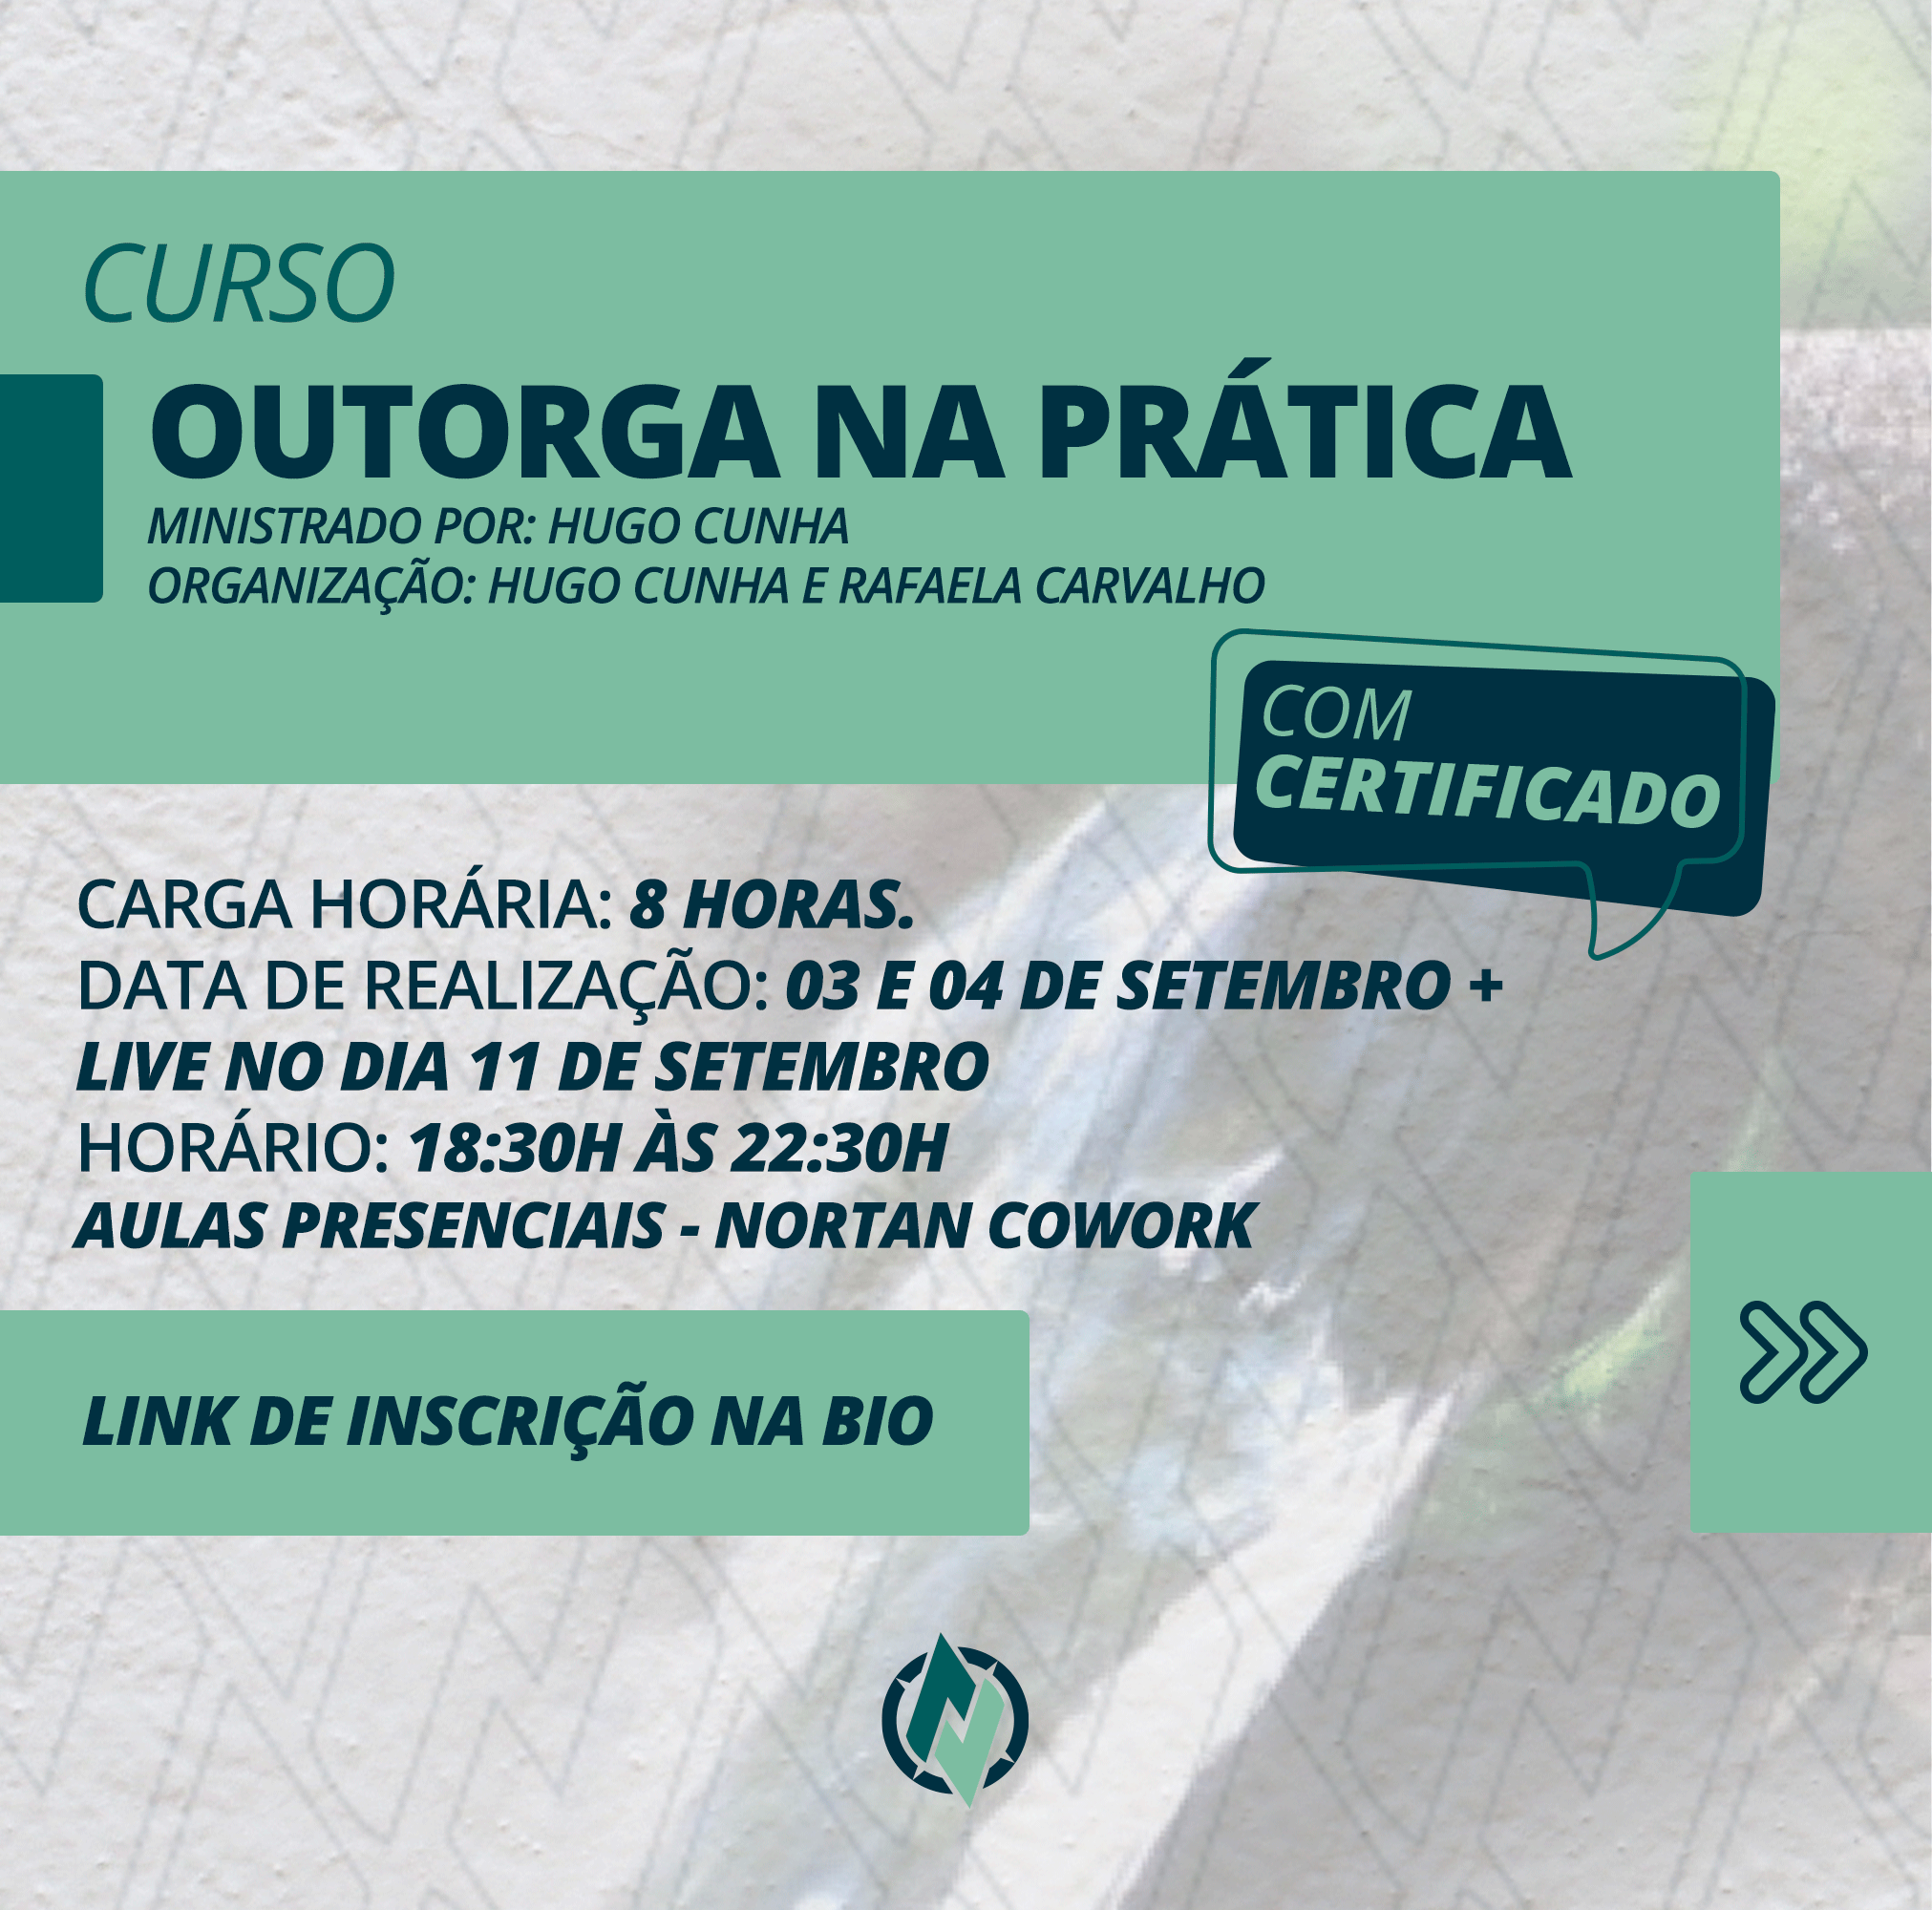 CURSO
OUTORGA NA PRÁTICA
MINISTRADO POR: HUGO CUNHA
ORGANIZAÇÃO: HUGO CUNHA E RAFAELA CARVALHO
COM
CERTIFICADO
CARGA HORÁRIA: 8 HORAS.
DATA DE REALIZAÇÃO: 03 E 04 DE SETEMBRO +
LIVE NO DIA 11 DE SETEMBRO
HORÁRIO: 18:30H ÀS 22:30H
AULAS PRESENCIAIS - NORTAN COWORK
LINK DE INSCRIÇÃO NA BIO